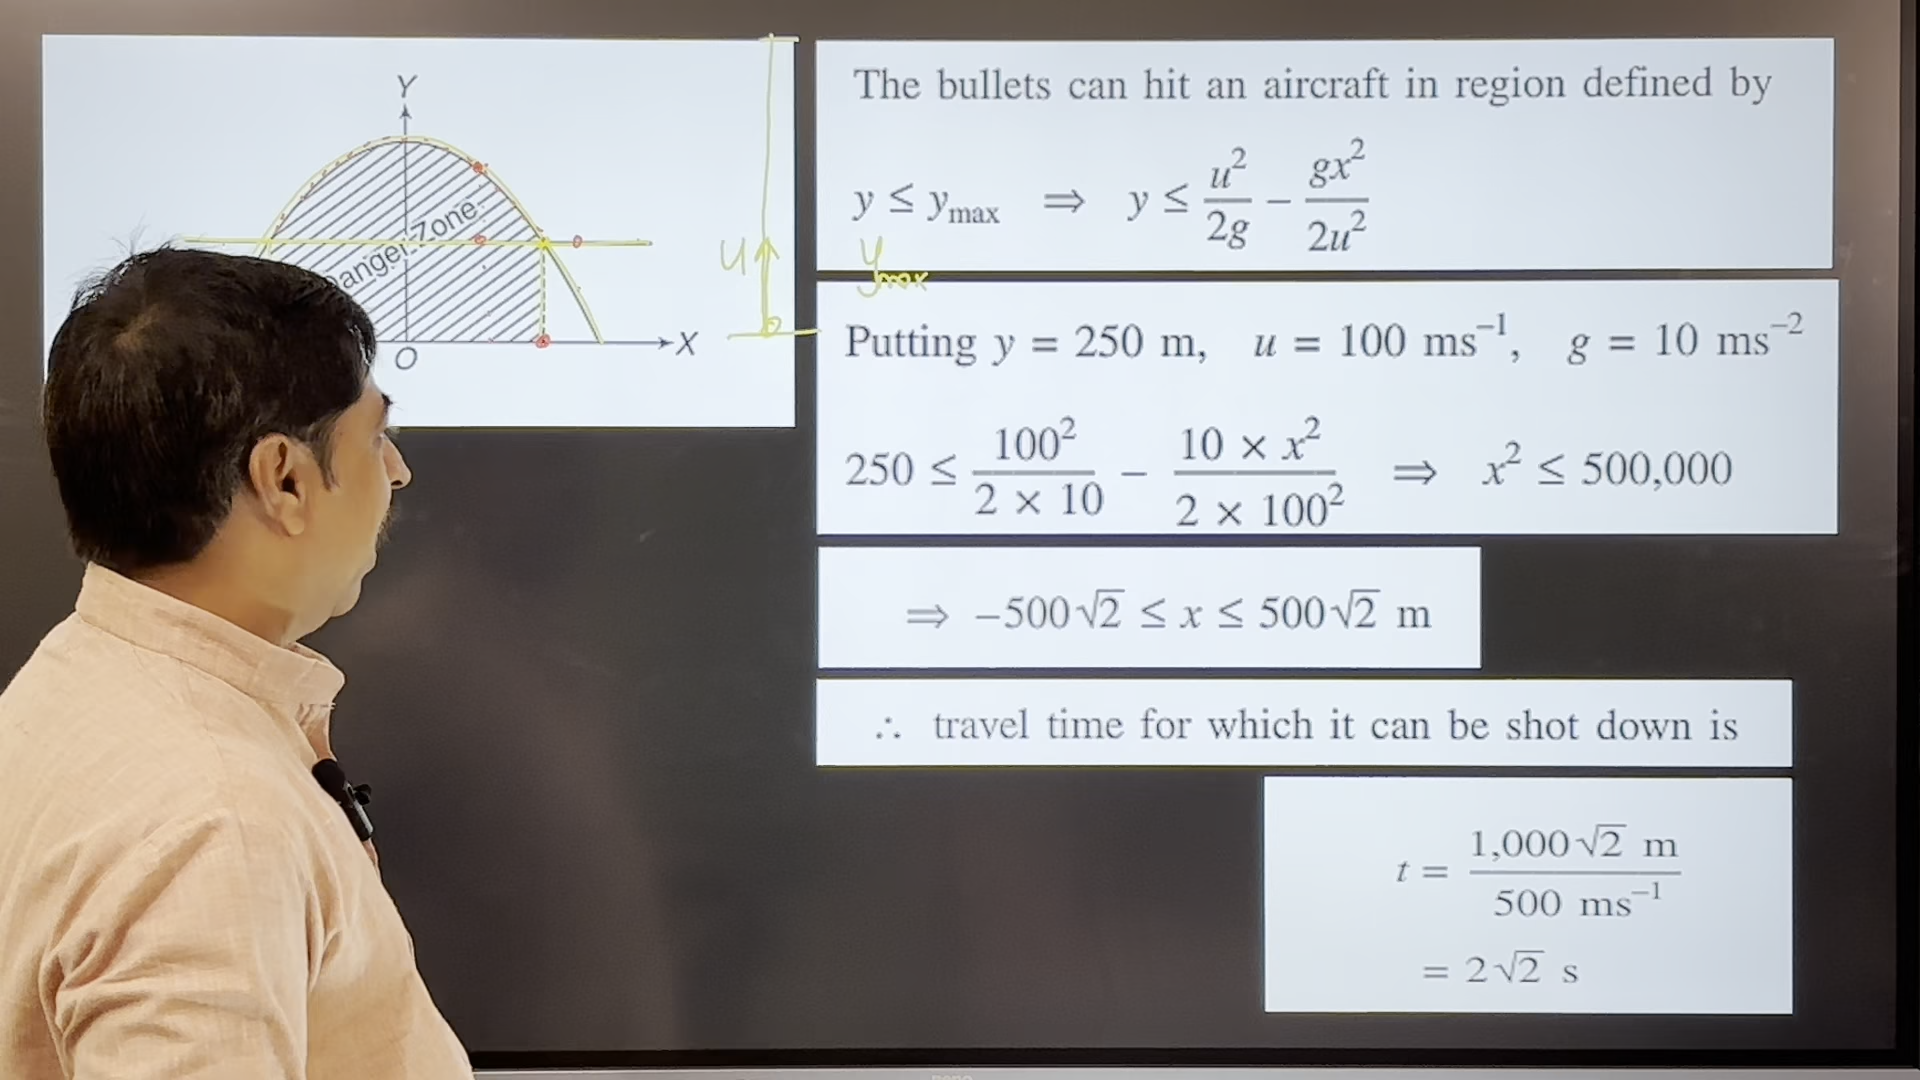 Y
Danger Zone
O
X
u
The bullets can hit an aircraft in region defined by
y ≤ y_max ⇒ y ≤ u²/2g − gx²/2u²
y_max
Putting y = 250 m, u = 100 ms⁻¹, g = 10 ms⁻²
250 ≤ 100²/(2 × 10) − (10 × x²)/(2 × 100²) ⇒ x² ≤ 500,000
⇒ −500√2 ≤ x ≤ 500√2 m
∴ travel time for which it can be shot down is
t = 1,000√2 m / 500 ms⁻¹
= 2√2 s